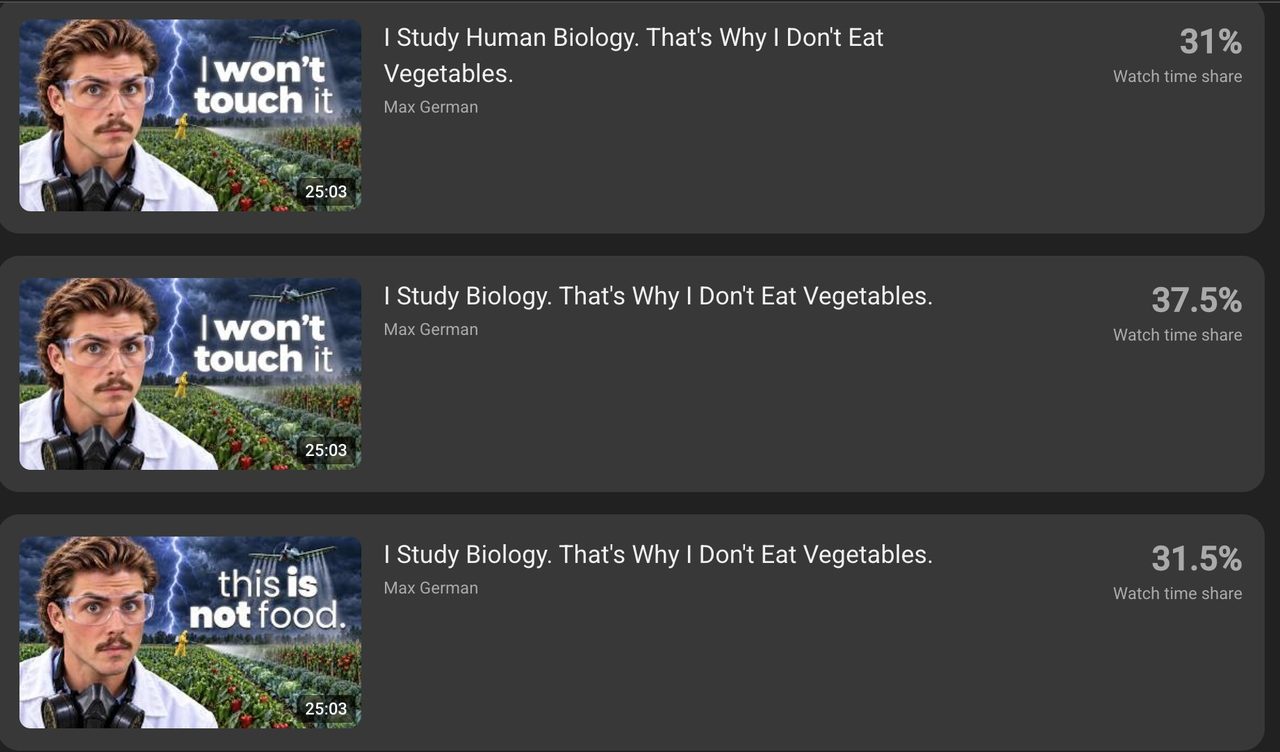 I won't
touch it
25:03
I Study Human Biology. That's Why I Don't Eat
Vegetables.
Max German
31%
Watch time share
I won't
touch it
25:03
I Study Biology. That's Why I Don't Eat Vegetables.
Max German
37.5%
Watch time share
this is
not food.
25:03
I Study Biology. That's Why I Don't Eat Vegetables.
Max German
31.5%
Watch time share